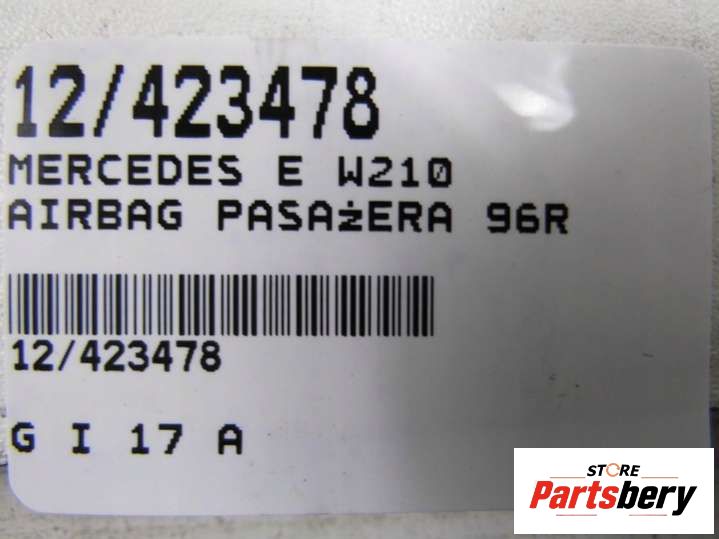 12/423478
MERCEDES E W210
AIRBAG PASAżERA 96R
12/423478
G I 17 A
STORE
Partsbery